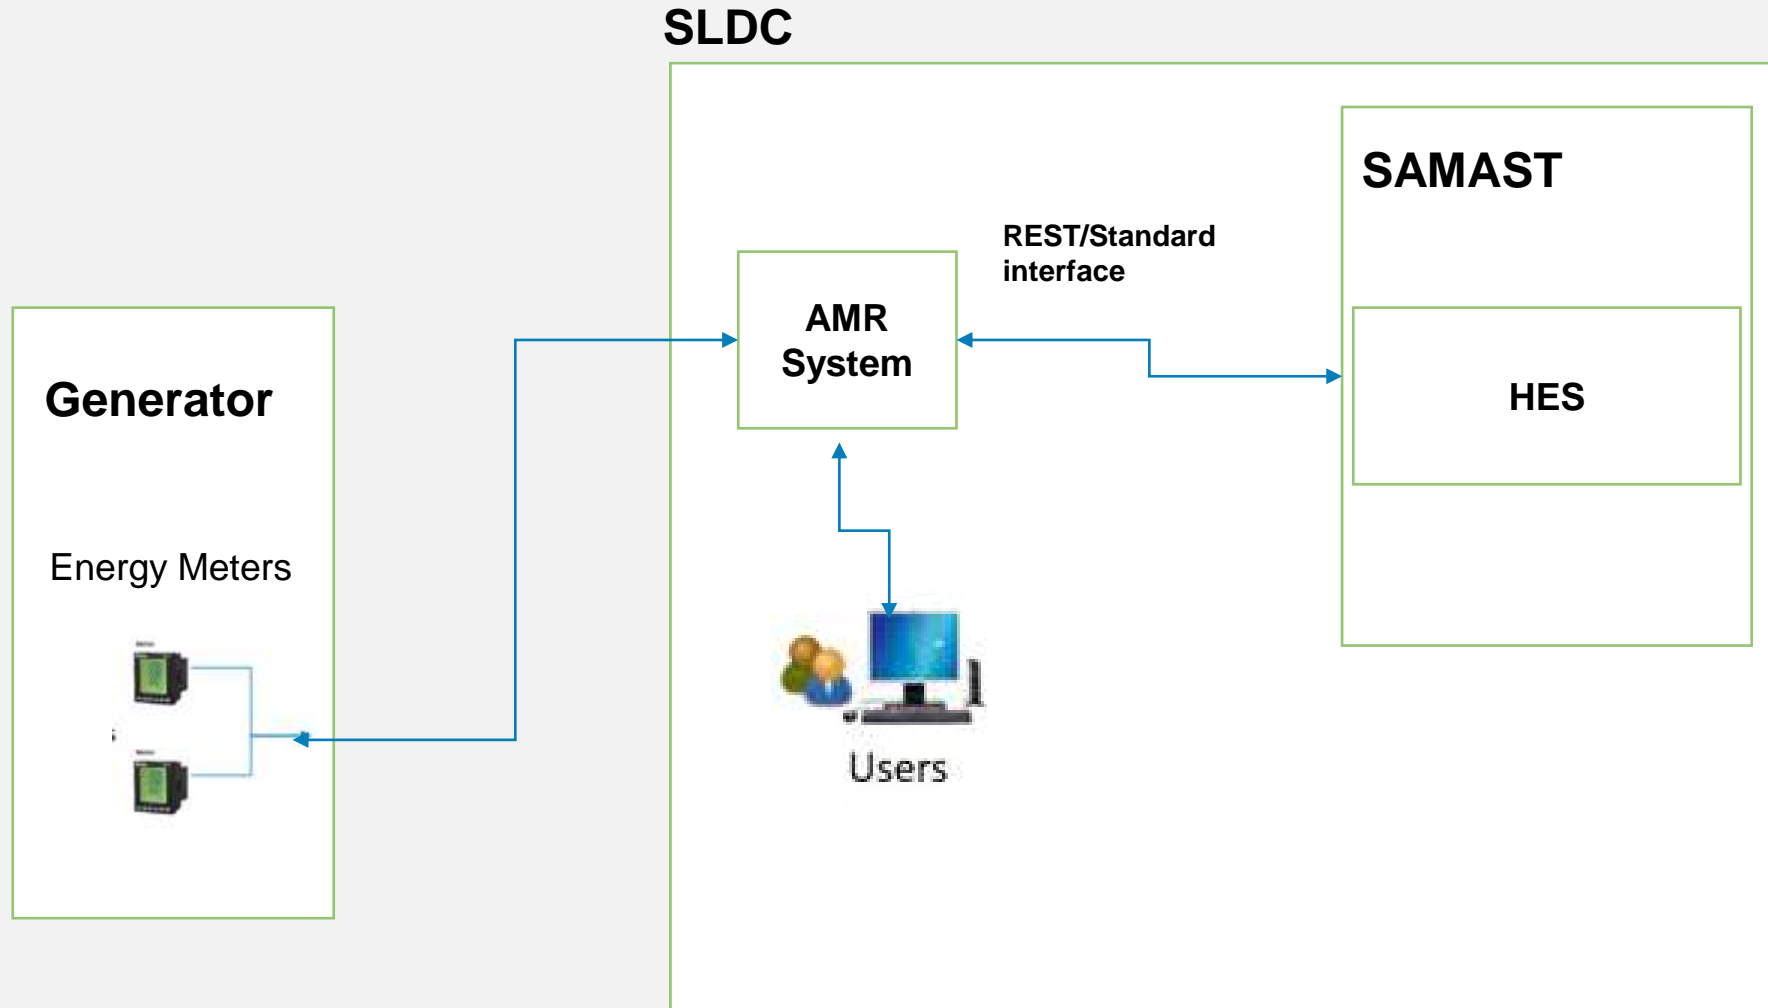 SLDC
SAMAST
REST/Standard
interface
AMR
System
HES
Generator
Energy Meters
Users